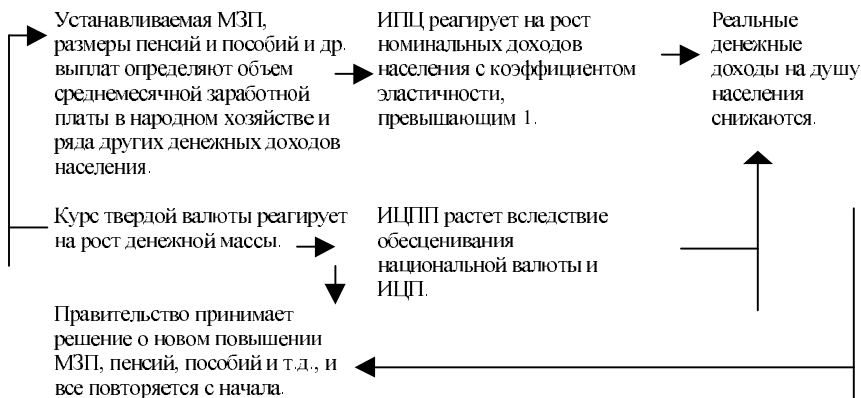 Устанавливаемая МЗП,
размеры пенсий и пособий и др.
выплат определяют объем
среднемесячной заработной
платы в народном хозяйстве и
ряда других денежных доходов
населения.
ИПЦ реагирует на рост
номинальных доходов
населения с коэффициентом
эластичности,
превышающим 1.
Реальные
денежные
доходы на душу
населения
снижаются.
Курс твердой валюты реагирует
на рост денежной массы.
ИЦПП растет вследствие
обесценивания
национальной валюты и
ИЦП.
Правительство принимает
решение о новом повышении
МЗП, пенсий, пособий и т.д., и
все повторяется с начала.